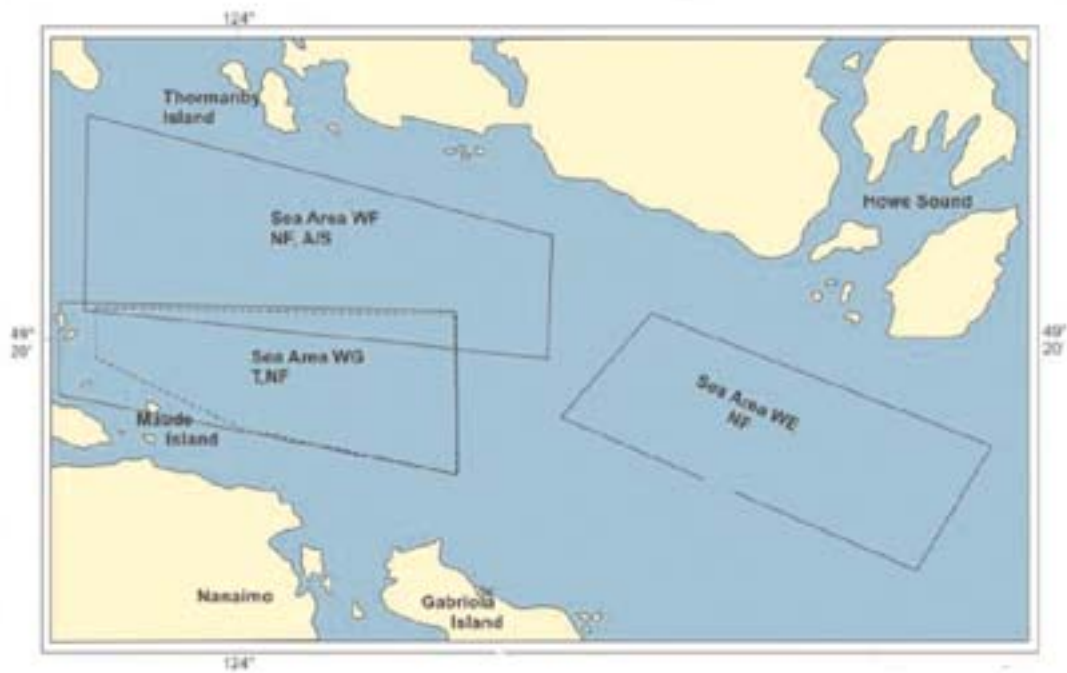 124°
Thormanby
Island
Howe Sound
Sea Area WF
NF, A/S
49°
20'
49°
20'
Sea Area WG
T,NF
Sea Area WE
NF
Maude
Island
Nanaimo
Gabriola
Island
124°